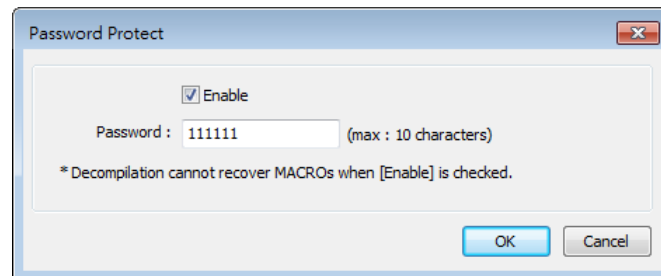 Password Protect
Enable
Password : 111111 (max : 10 characters)
* Decompilation cannot recover MACROs when [Enable] is checked.
OK Cancel